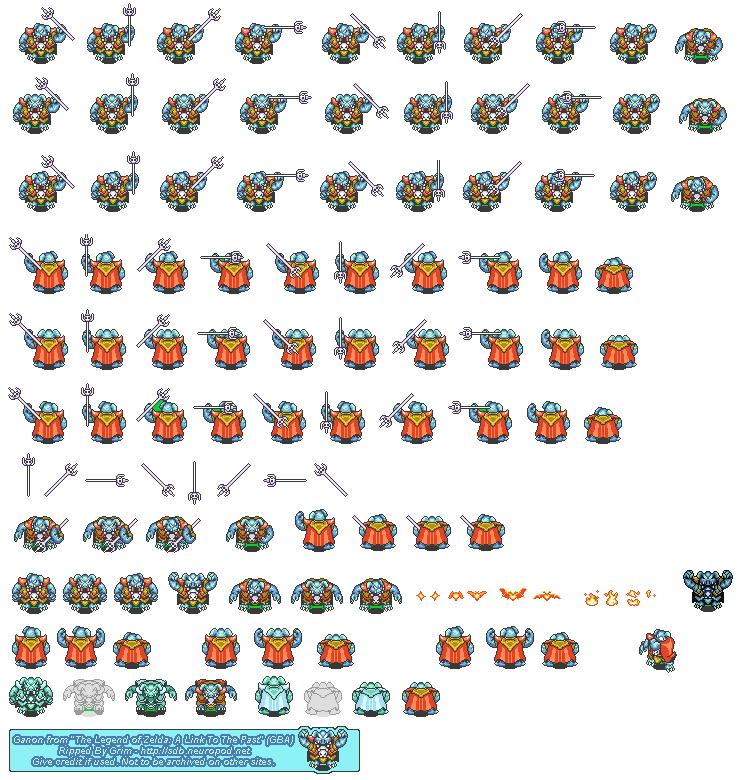 Ganon from "The Legend of Zelda: A Link To The Past" (GBA)
Ripped By Grim - http://sdb.neuropod.net
Give credit if used. Not to be archived on other sites.